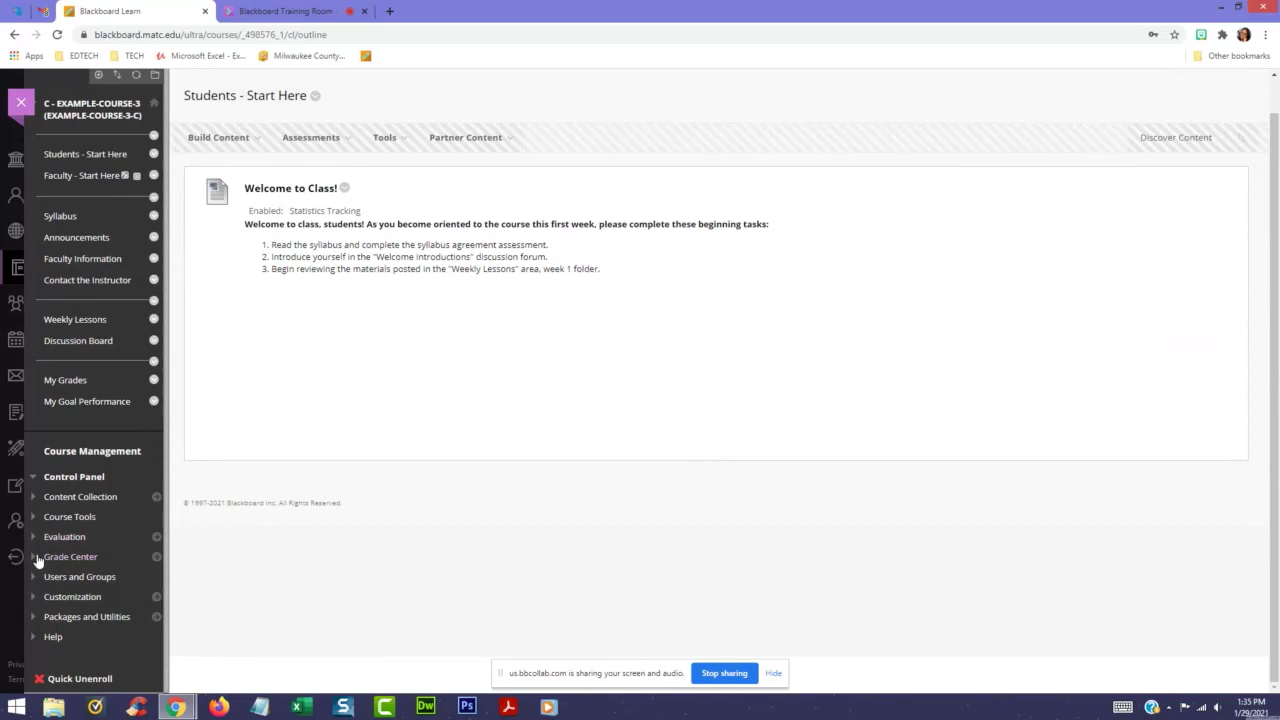 Blackboard Learn
Blackboard Training Room
blackboard.matc.edu/ultra/courses/_498576_1/cl/outline
Apps
EDTECH
TECH
Microsoft Excel - Ex...
Milwaukee County...
Other bookmarks
C - EXAMPLE-COURSE-3
(EXAMPLE-COURSE-3-C)
Students - Start Here
Faculty - Start Here
Syllabus
Announcements
Faculty Information
Contact the Instructor
Weekly Lessons
Discussion Board
My Grades
My Goal Performance
Course Management
Control Panel
Content Collection
Course Tools
Evaluation
Grade Center
Users and Groups
Customization
Packages and Utilities
Help
Quick Unenroll
Priv
Term
Students - Start Here
Build Content
Assessments
Tools
Partner Content
Discover Content
Welcome to Class!
Enabled: Statistics Tracking
Welcome to class, students! As you become oriented to the course this first week, please complete these beginning tasks:
1. Read the syllabus and complete the syllabus agreement assessment.
2. Introduce yourself in the "Welcome introductions" discussion forum.
3. Begin reviewing the materials posted in the "Weekly Lessons" area, week 1 folder.
© 1997-2021 Blackboard Inc. All Rights Reserved.
us.bbcollab.com is sharing your screen and audio.
Stop sharing
Hide
Dw
Ps
1:35 PM
1/29/2021